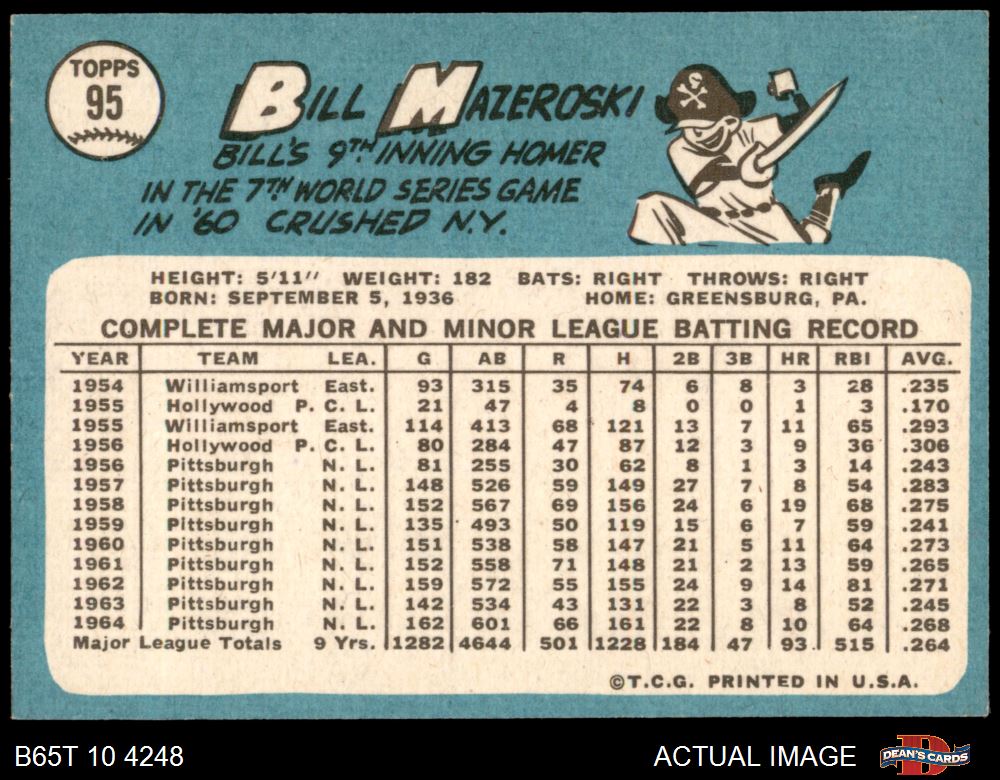 TOPPS
95
BILL MAZEROSKI
BILL'S 9TH INNING HOMER
IN THE 7TH WORLD SERIES GAME
IN '60 CRUSHED N.Y.
HEIGHT: 5'11" WEIGHT: 182 BATS: RIGHT THROWS: RIGHT
BORN: SEPTEMBER 5, 1936 HOME: GREENSBURG, PA.
COMPLETE MAJOR AND MINOR LEAGUE BATTING RECORD
YEAR TEAM LEA. G AB R H 2B 3B HR RBI AVG.
1954 Williamsport East. 93 315 35 74 6 8 3 28 .235
1955 Hollywood P. C. L. 21 47 4 8 0 0 1 3 .170
1955 Williamsport East. 114 413 68 121 13 7 11 65 .293
1956 Hollywood P. C. L. 80 284 47 87 12 3 9 36 .306
1956 Pittsburgh N. L. 81 255 30 62 8 1 3 14 .243
1957 Pittsburgh N. L. 148 526 59 149 27 7 8 54 .283
1958 Pittsburgh N. L. 152 567 69 156 24 6 19 68 .275
1959 Pittsburgh N. L. 135 493 50 119 15 6 7 59 .241
1960 Pittsburgh N. L. 151 538 58 147 21 5 11 64 .273
1961 Pittsburgh N. L. 152 558 71 148 21 2 13 59 .265
1962 Pittsburgh N. L. 159 572 55 155 24 9 14 81 .271
1963 Pittsburgh N. L. 142 534 43 131 22 3 8 52 .245
1964 Pittsburgh N. L. 162 601 66 161 22 8 10 64 .268
Major League Totals 9 Yrs. 1282 4644 501 1228 184 47 93 515 .264
©T.C.G. PRINTED IN U.S.A.
B65T 10 4248 ACTUAL IMAGE DEAN'S CARDS